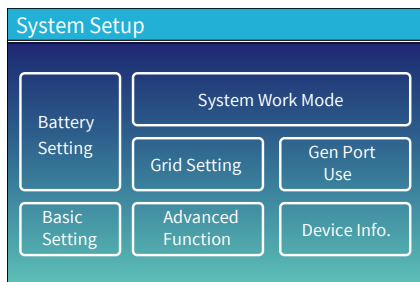 System Setup
Battery
Setting
System Work Mode
Grid Setting
Gen Port
Use
Basic
Setting
Advanced
Function
Device Info.